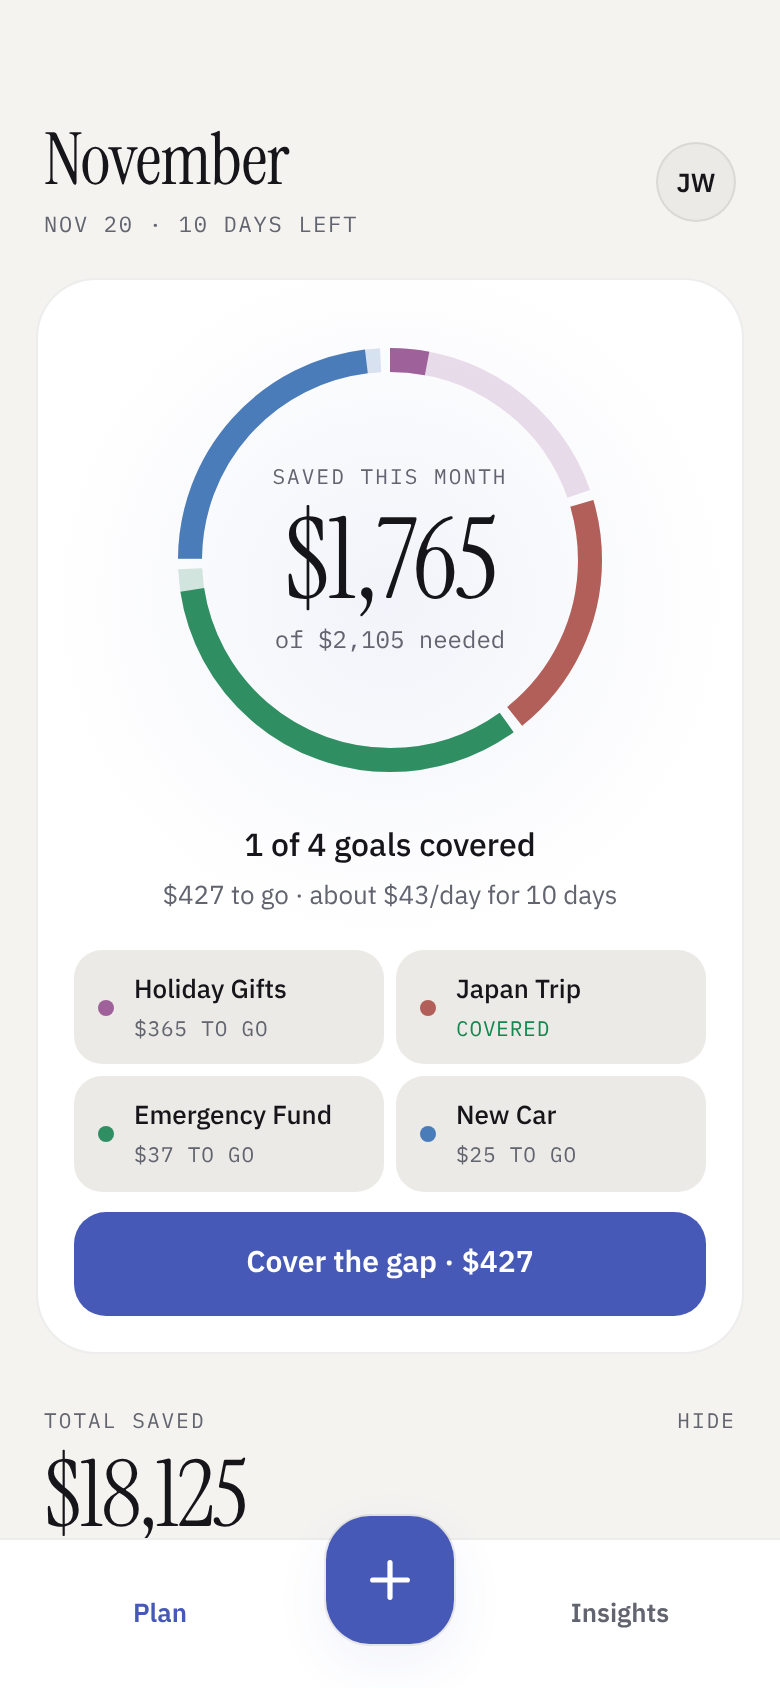 November
NOV 20 · 10 DAYS LEFT
JW
SAVED THIS MONTH
$1,765
of $2,105 needed
1 of 4 goals covered
$427 to go · about $43/day for 10 days
Holiday Gifts
$365 TO GO
Japan Trip
COVERED
Emergency Fund
$37 TO GO
New Car
$25 TO GO
Cover the gap · $427
TOTAL SAVED
HIDE
$18,125
Plan
Insights